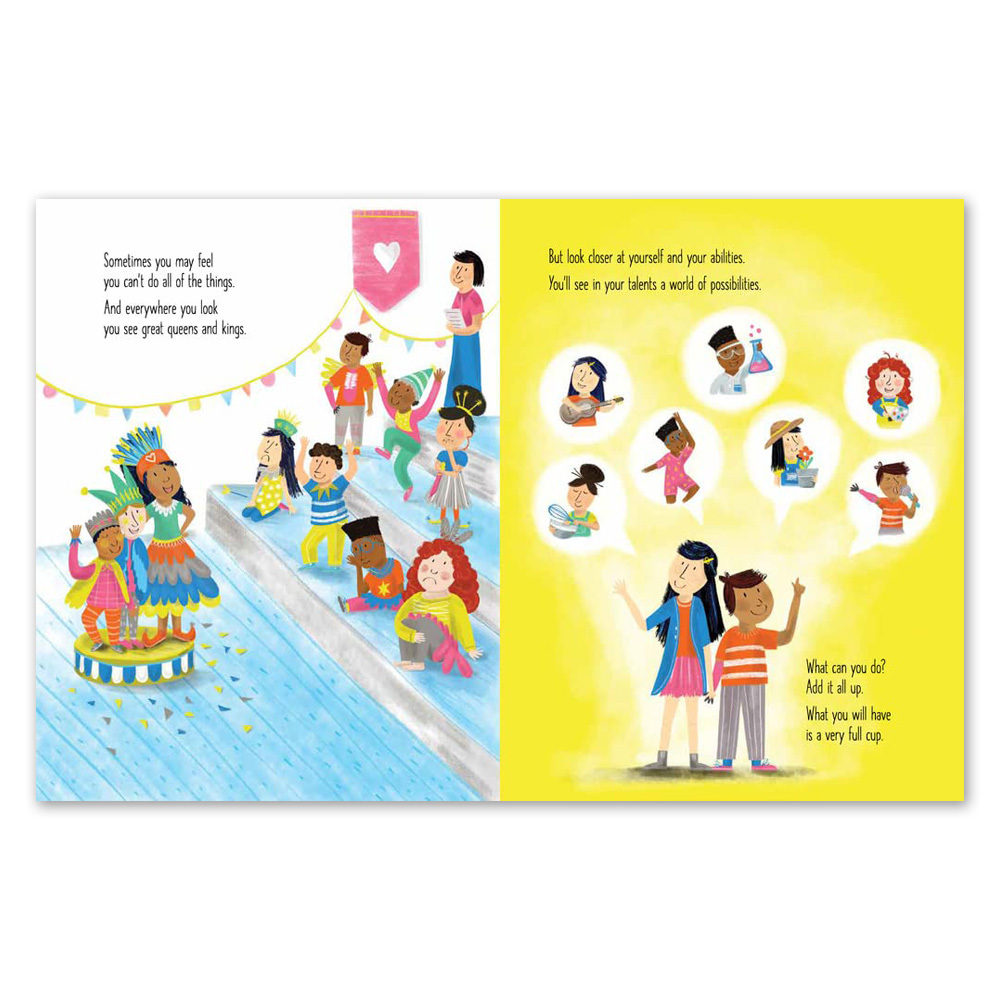 Sometimes you may feel
you can't do all of the things.
And everywhere you look
you see great queens and kings.
But look closer at yourself and your abilities.
You'll see in your talents a world of possibilities.
What can you do?
Add it all up.
What you will have
is a very full cup.